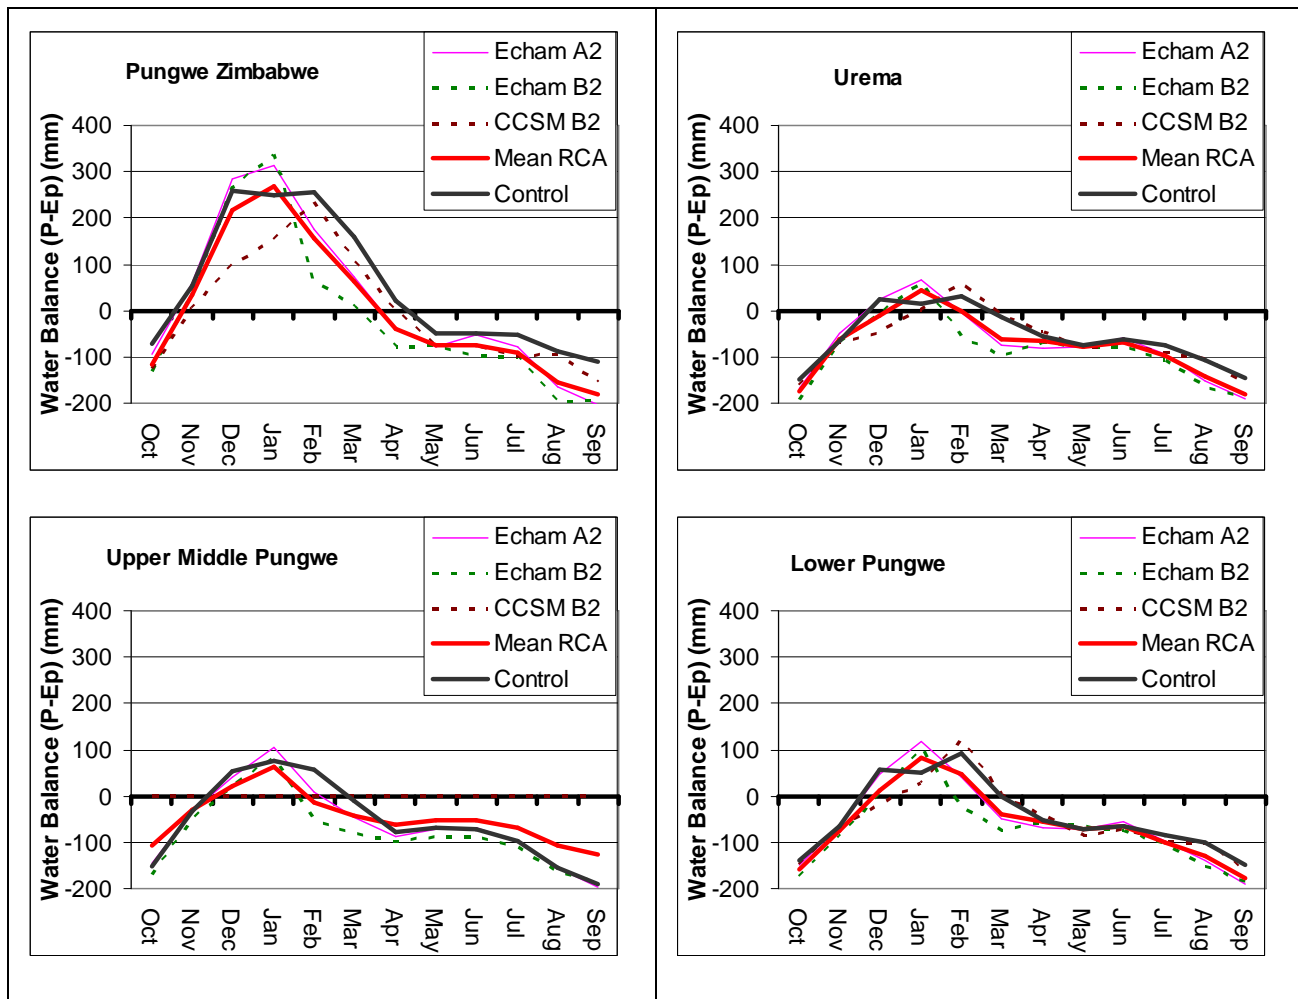 Pungwe Zimbabwe
Echam A2
Echam B2
CCSM B2
Mean RCA
Control
Water Balance (P-Ep) (mm)
400
300
200
100
0
-100
-200
Oct
Nov
Dec
Jan
Feb
Mar
Apr
May
Jun
Jul
Aug
Sep
Urema
Echam A2
Echam B2
CCSM B2
Mean RCA
Control
Water Balance (P-Ep) (mm)
400
300
200
100
0
-100
-200
Oct
Nov
Dec
Jan
Feb
Mar
Apr
May
Jun
Jul
Aug
Sep
Upper Middle Pungwe
Echam A2
Echam B2
CCSM B2
Mean RCA
Control
Water Balance (P-Ep) (mm)
400
300
200
100
0
-100
-200
Oct
Nov
Dec
Jan
Feb
Mar
Apr
May
Jun
Jul
Aug
Sep
Lower Pungwe
Echam A2
Echam B2
CCSM B2
Mean RCA
Control
Water Balance (P-Ep) (mm)
400
300
200
100
0
-100
-200
Oct
Nov
Dec
Jan
Feb
Mar
Apr
May
Jun
Jul
Aug
Sep